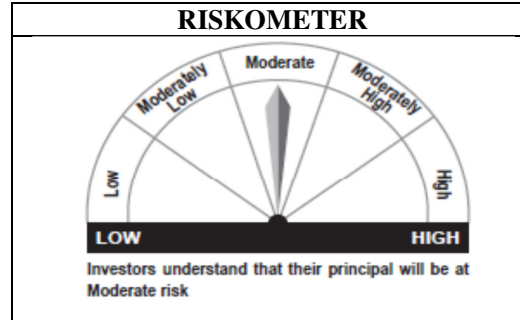 RISKOMETER
Moderate
Moderately
Low
Moderately
High
Low
High
LOW HIGH
Investors understand that their principal will be at
Moderate risk